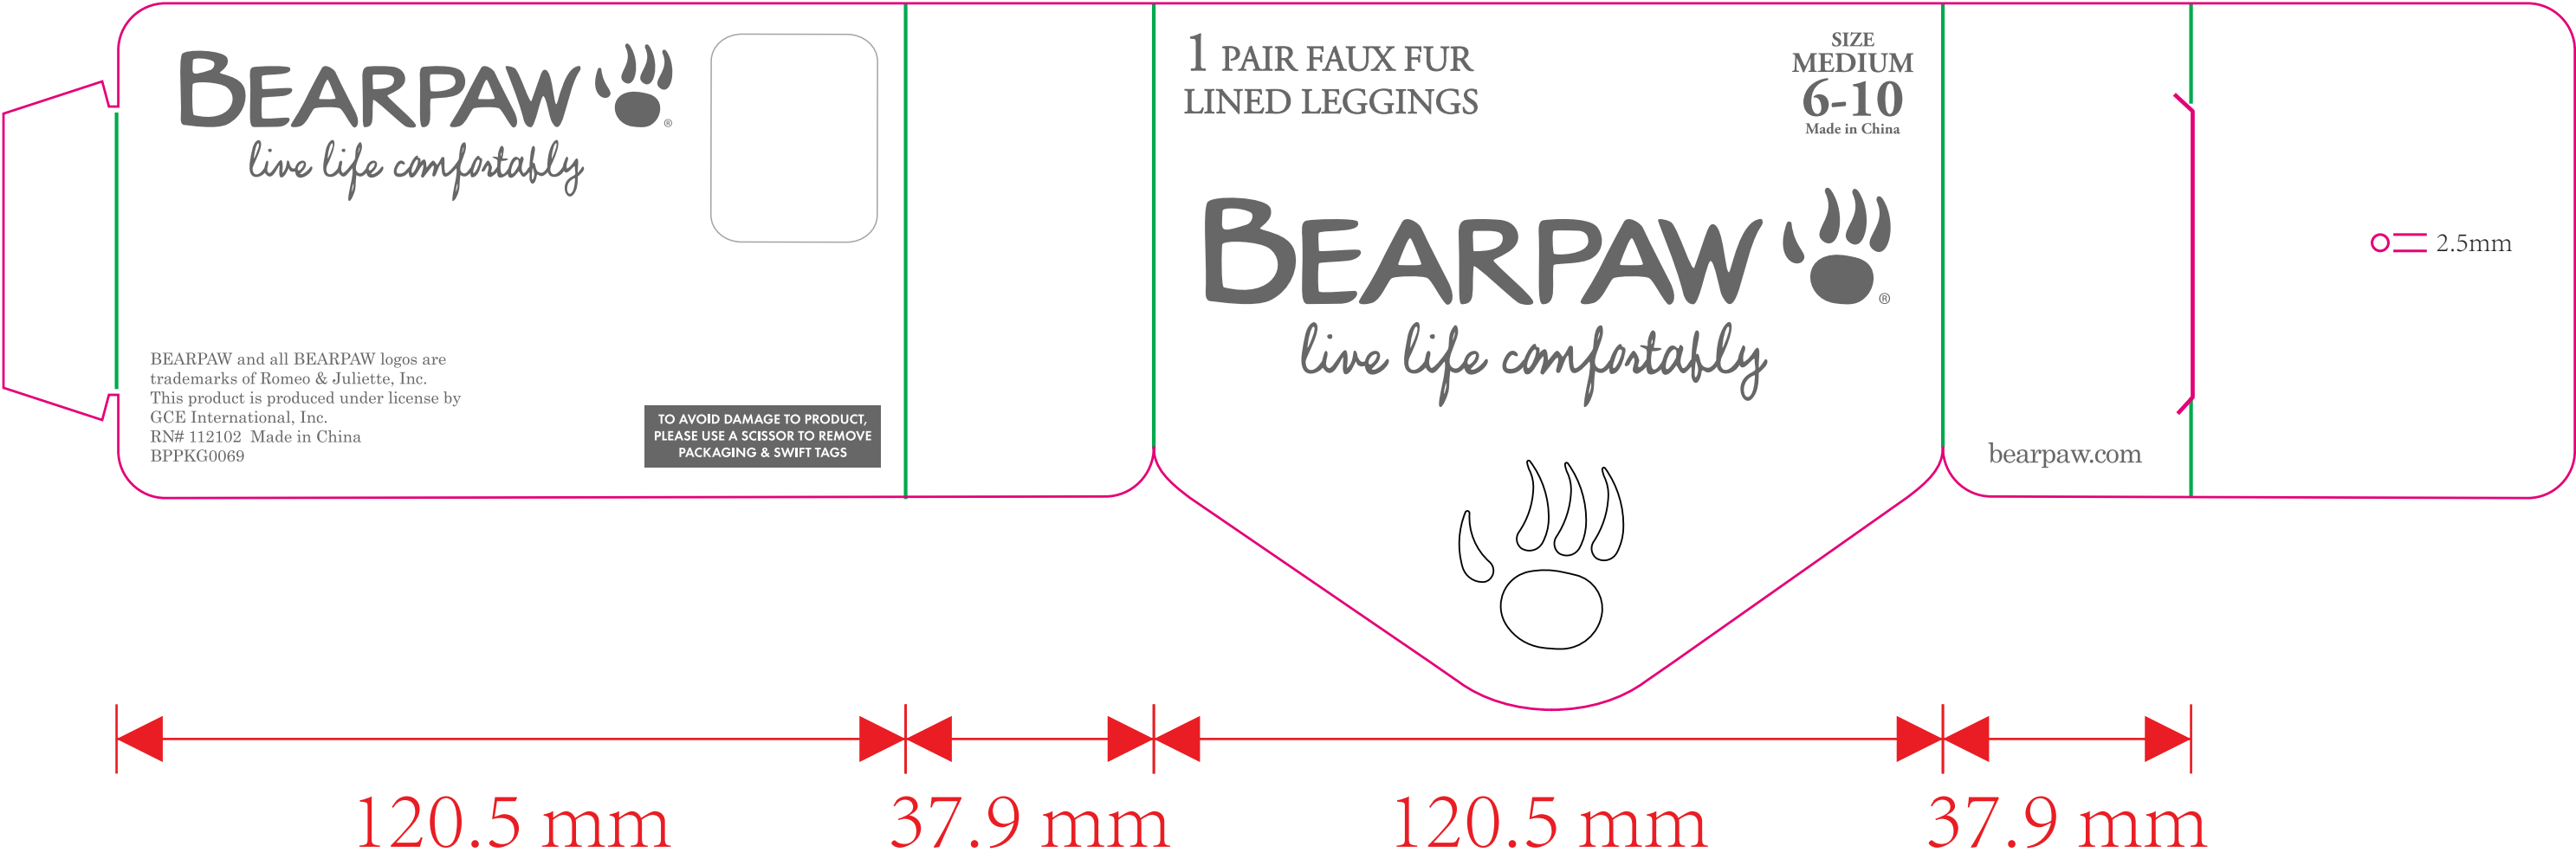 BEARPAW ®
live life comfortably
BEARPAW and all BEARPAW logos are
trademarks of Romeo & Juliette, Inc.
This product is produced under license by
GCE International, Inc.
RN# 112102  Made in China
BPPKG0069
TO AVOID DAMAGE TO PRODUCT,
PLEASE USE A SCISSOR TO REMOVE
PACKAGING & SWIFT TAGS
1 PAIR FAUX FUR
LINED LEGGINGS
SIZE
MEDIUM
6-10
Made in China
BEARPAW ®
live life comfortably
bearpaw.com
2.5mm
120.5 mm
37.9 mm
120.5 mm
37.9 mm